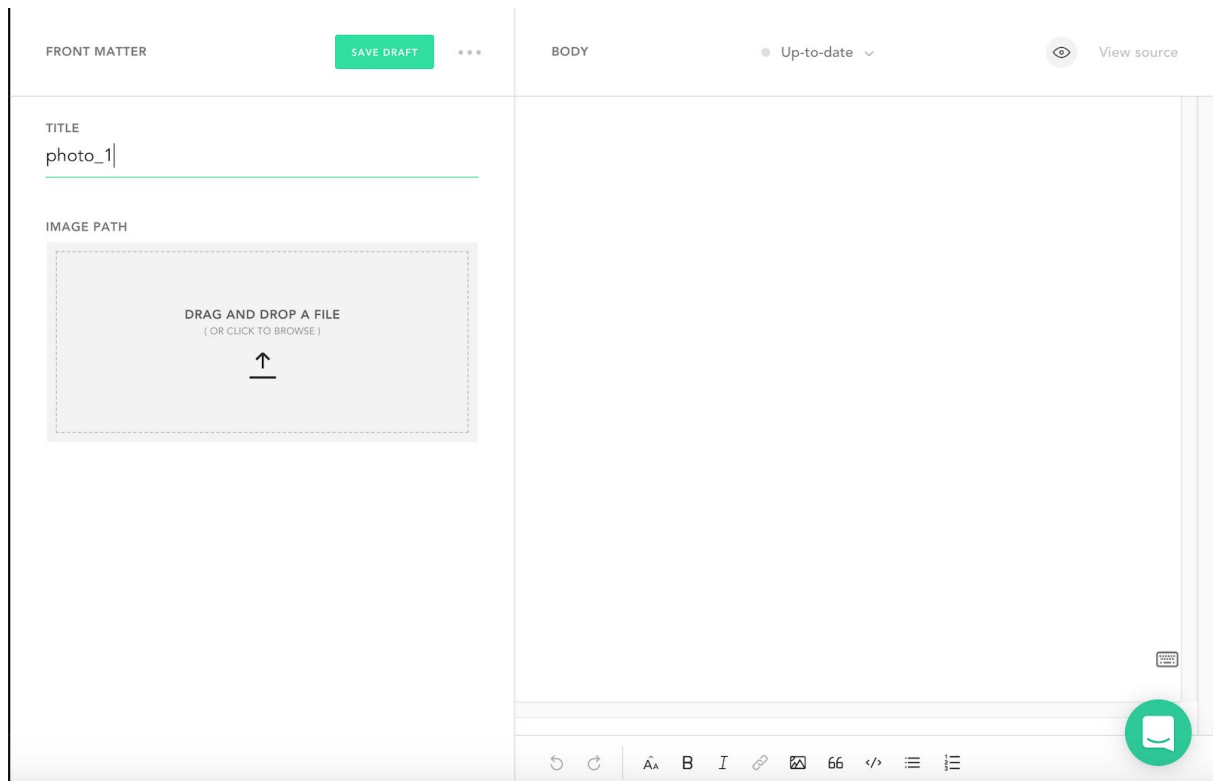 FRONT MATTER
SAVE DRAFT
BODY
Up-to-date
View source
TITLE
photo_1
IMAGE PATH
DRAG AND DROP A FILE
( OR CLICK TO BROWSE )